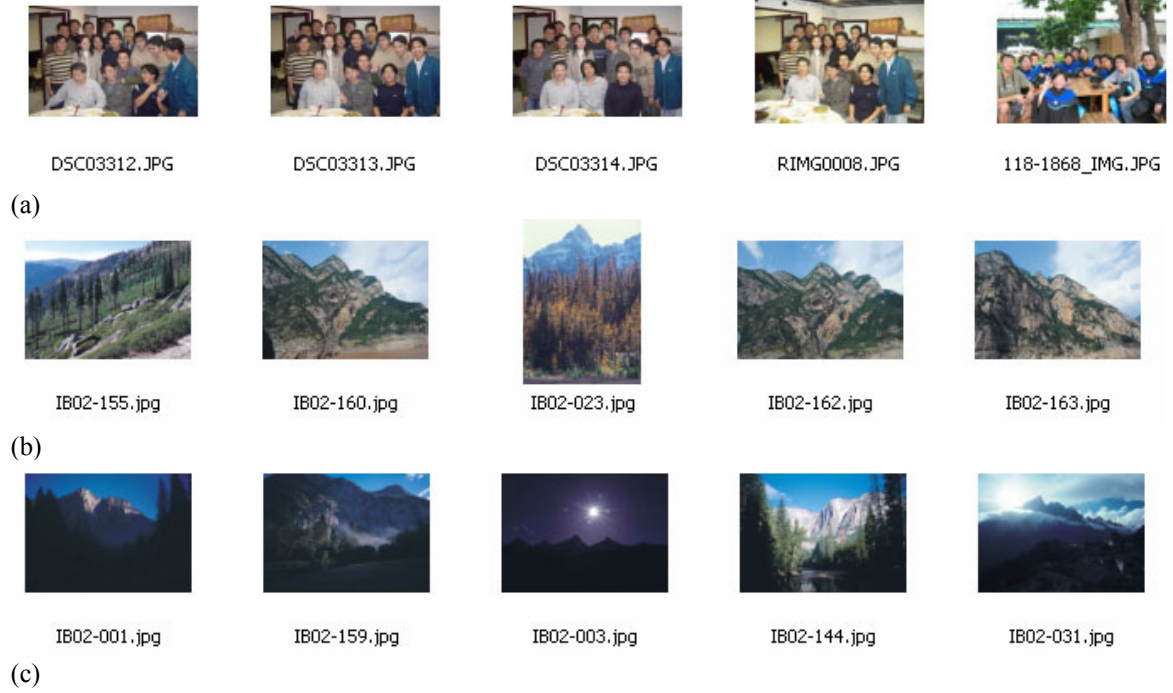 DSC03312.JPG DSC03313.JPG DSC03314.JPG RIMG0008.JPG 118-1868_IMG.JPG
(a)
IB02-155.jpg IB02-160.jpg IB02-023.jpg IB02-162.jpg IB02-163.jpg
(b)
IB02-001.jpg IB02-159.jpg IB02-003.jpg IB02-144.jpg IB02-031.jpg
(c)